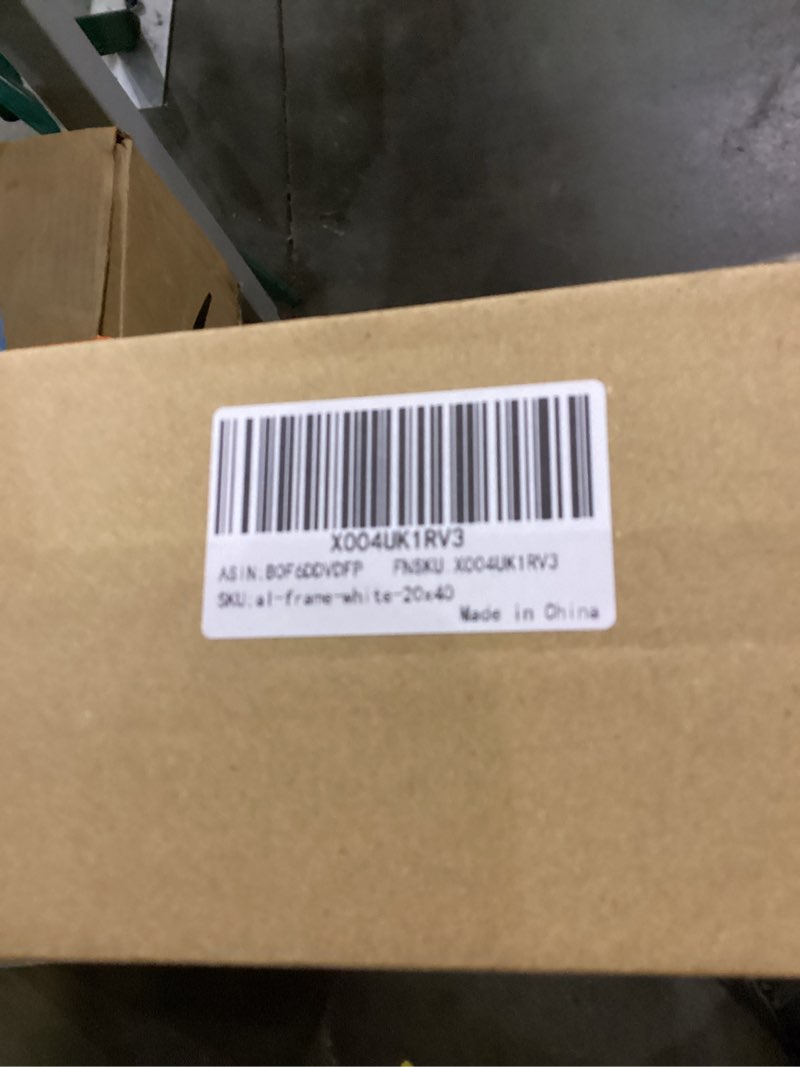 X004UK1RV3
ASIN:B0F6DDVDFP FNSKU X004UK1RV3
SKU:al-frame-white-20x40
Made in China